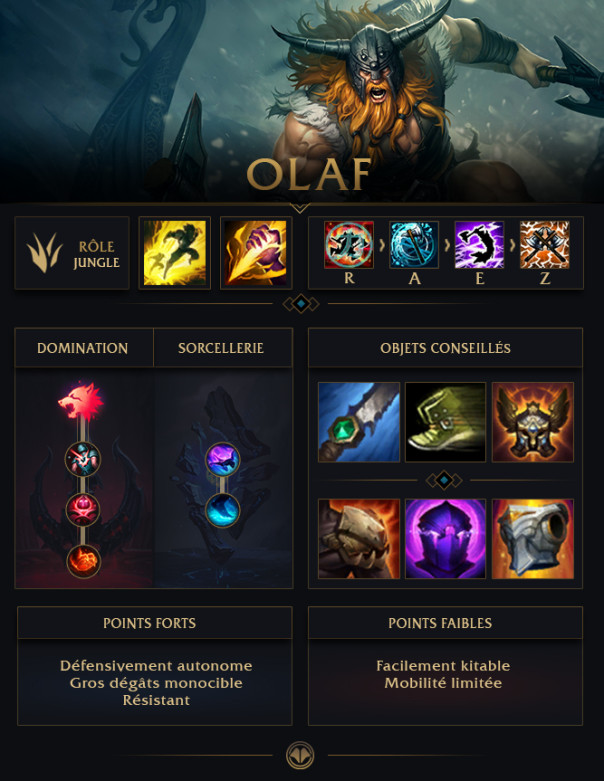 OLAF
RÔLE
JUNGLE
R A E Z
DOMINATION
SORCELLERIE
OBJETS CONSEILLÉS
POINTS FORTS
Défensivement autonome
Gros dégâts monocible
Résistant
POINTS FAIBLES
Facilement kitable
Mobilité limitée